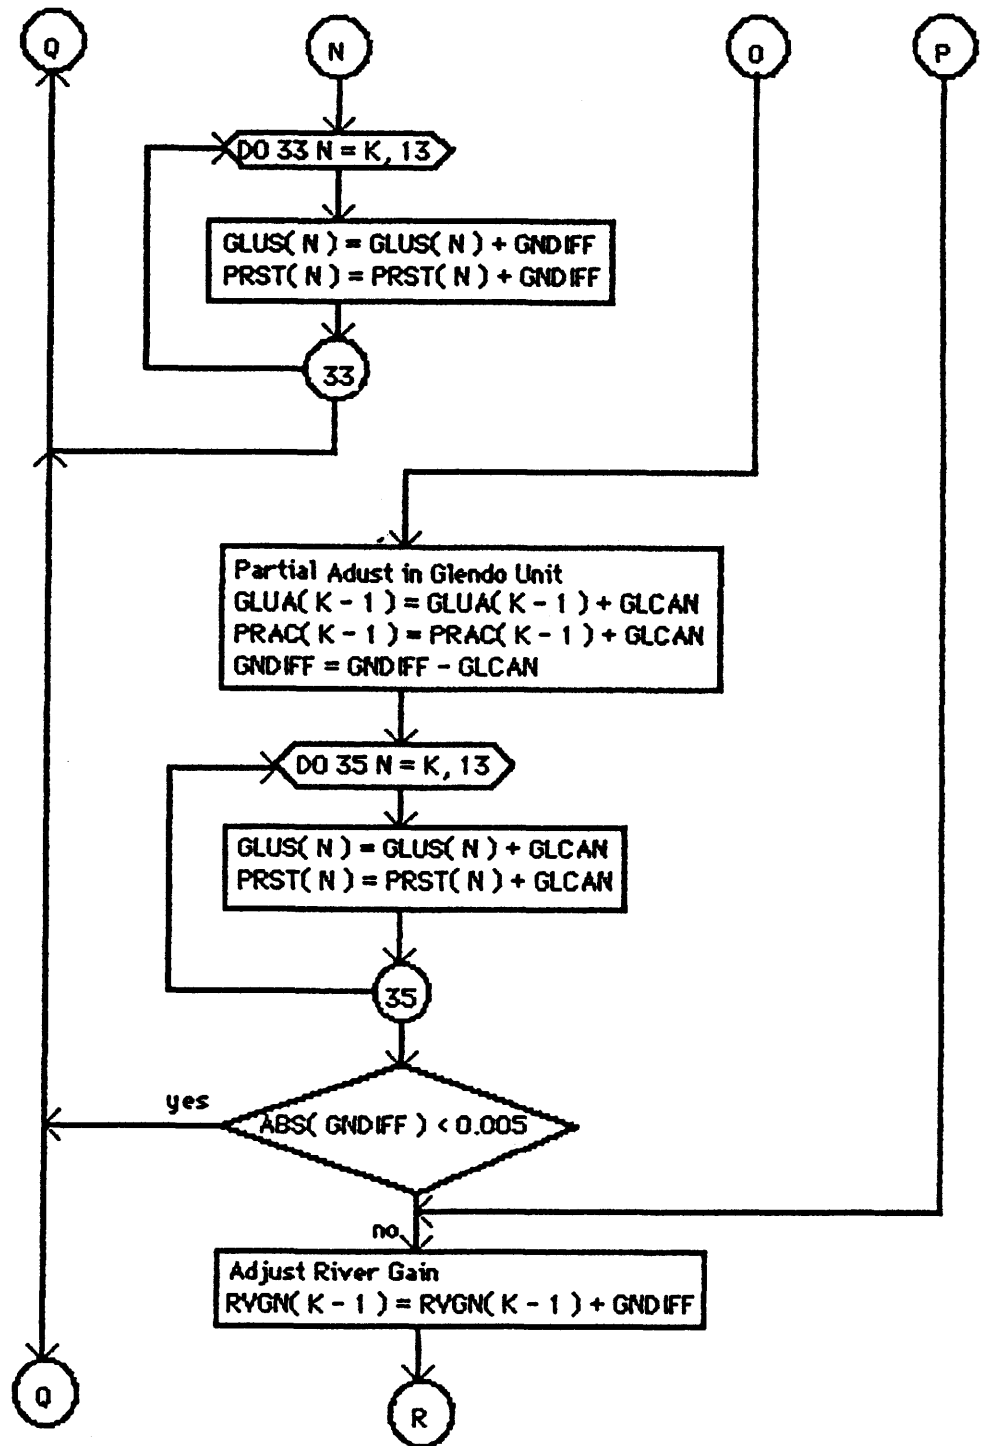 Q
N
O
P
DO 33 N = K, 13
GLUS( N ) = GLUS( N ) + GNDIFF
PRST( N ) = PRST( N ) + GNDIFF
33
Partial Adust in Glendo Unit
GLUA( K - 1 ) = GLUA( K - 1 ) + GLCAN
PRAC( K - 1 ) = PRAC( K - 1 ) + GLCAN
GNDIFF = GNDIFF - GLCAN
DO 35 N = K, 13
GLUS( N ) = GLUS( N ) + GLCAN
PRST( N ) = PRST( N ) + GLCAN
35
yes
ABS( GNDIFF ) < 0.005
no
Adjust River Gain
RVGN( K - 1 ) = RVGN( K - 1 ) + GNDIFF
Q
R